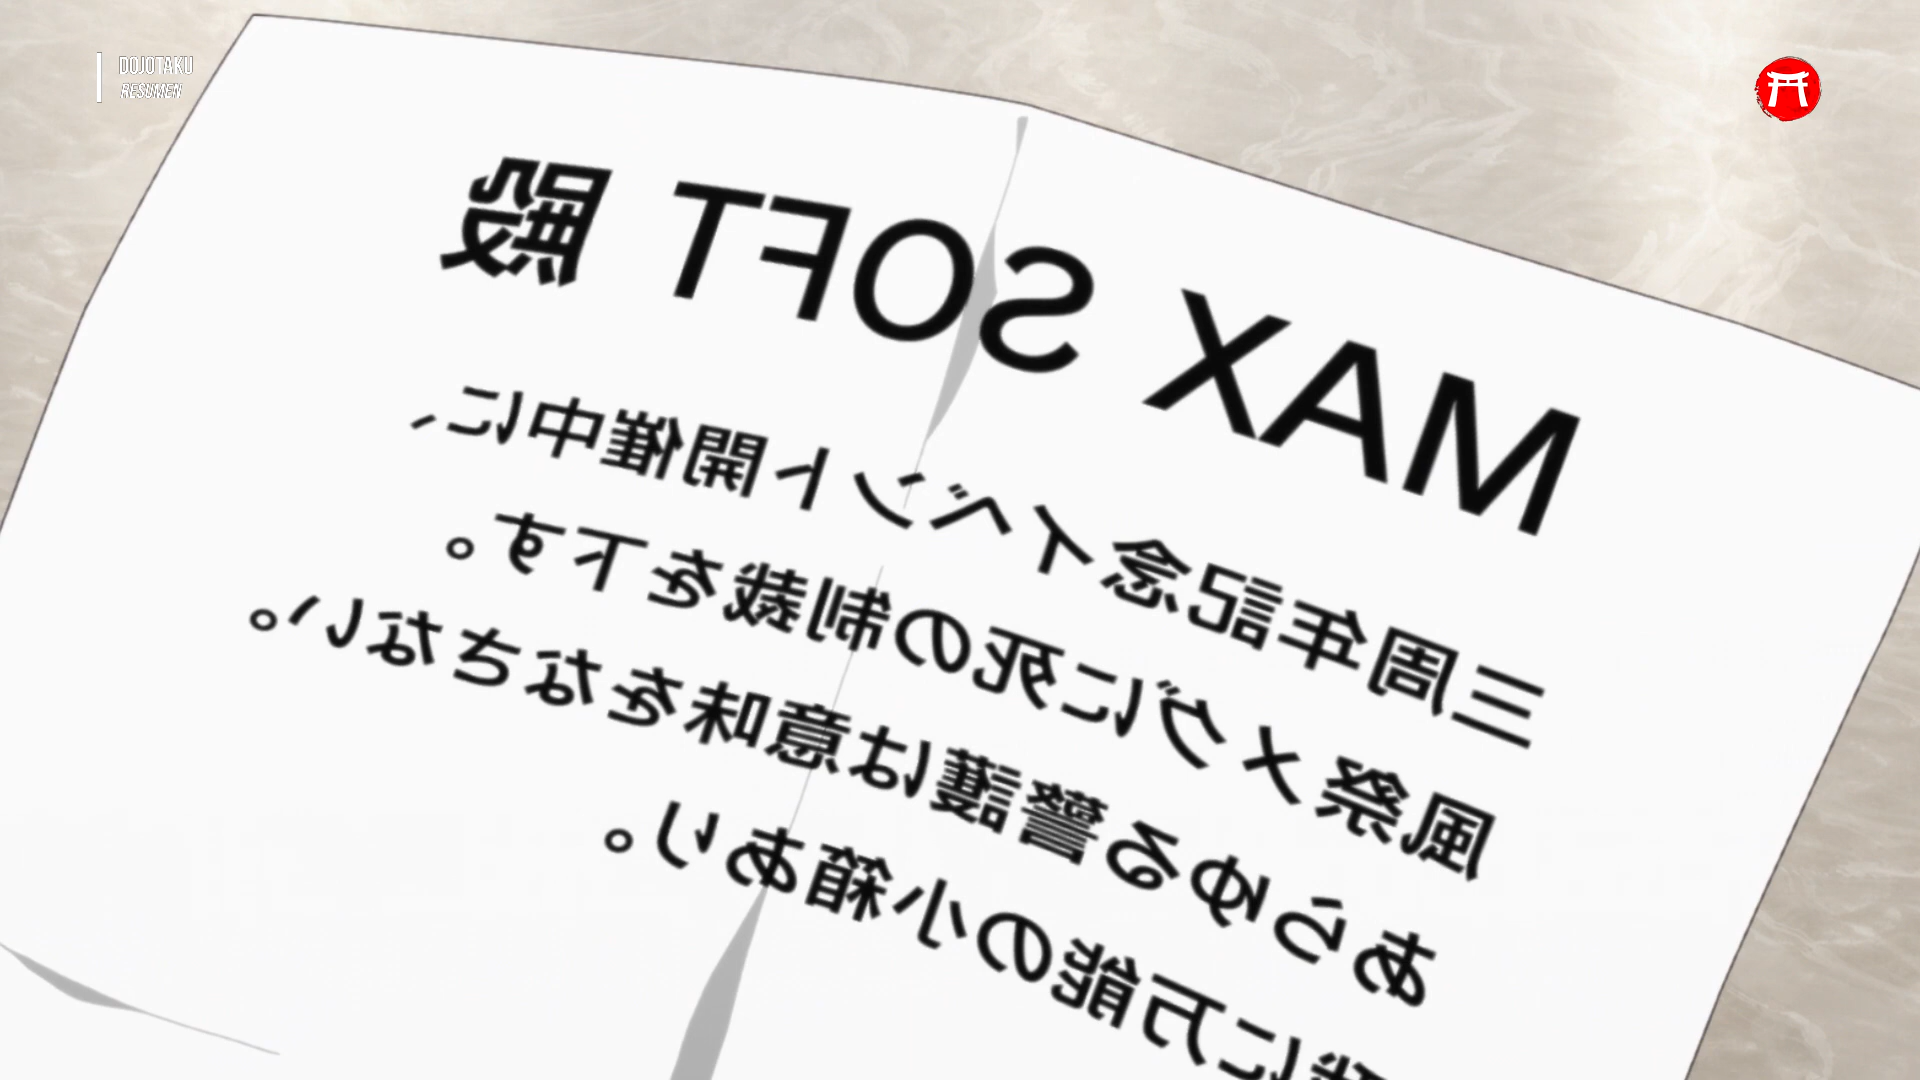 DOJOTAKU
RESUMEN
MAX SOFT 殿
三周年記念イベント開催中に、
風祭メグに死の制裁を下す。
あらゆる警護は意味をなさない。
我に万能の小箱あり。